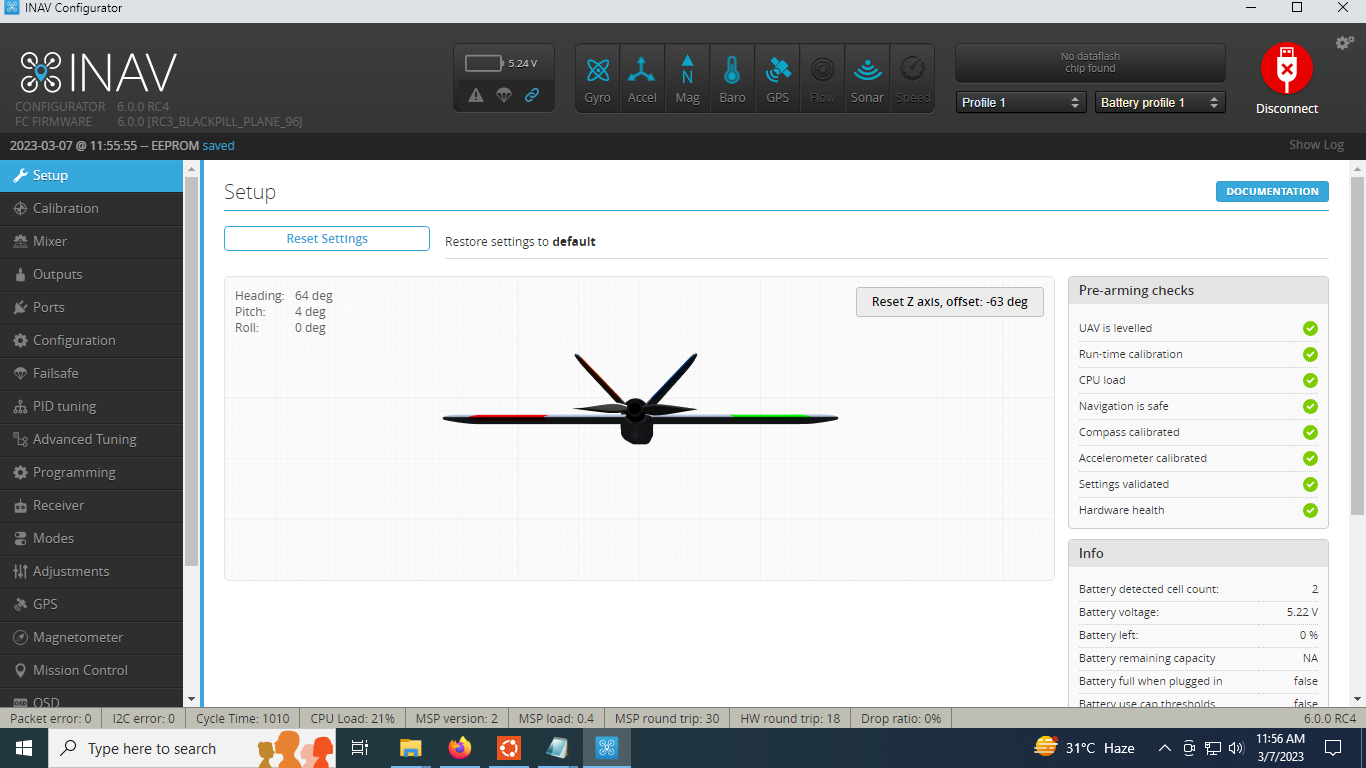 INAV Configurator
INAV
CONFIGURATOR 6.0.0 RC4
FC FIRMWARE 6.0.0 [RC3_BLACKPILL_PLANE_96]
5.24 V
Gyro
Accel
N
Mag
Baro
GPS
Flow
Sonar
Speed
No dataflash
chip found
Profile 1
Battery profile 1
Disconnect
2023-03-07 @ 11:55:55 -- EEPROM saved
Show Log
Setup
Calibration
Mixer
Outputs
Ports
Configuration
Failsafe
PID tuning
Advanced Tuning
Programming
Receiver
Modes
Adjustments
GPS
Magnetometer
Mission Control
OSD
Setup
DOCUMENTATION
Reset Settings
Restore settings to default
Heading: 64 deg
Pitch: 4 deg
Roll: 0 deg
Reset Z axis, offset: -63 deg
Pre-arming checks
UAV is levelled
Run-time calibration
CPU load
Navigation is safe
Compass calibrated
Accelerometer calibrated
Settings validated
Hardware health
Info
Battery detected cell count: 2
Battery voltage: 5.22 V
Battery left: 0 %
Battery remaining capacity NA
Battery full when plugged in false
Battery use cap thresholds false
Packet error: 0
I2C error: 0
Cycle Time: 1010
CPU Load: 21%
MSP version: 2
MSP load: 0.4
MSP round trip: 30
HW round trip: 18
Drop ratio: 0%
6.0.0 RC4
Type here to search
31°C Haze
11:56 AM
3/7/2023